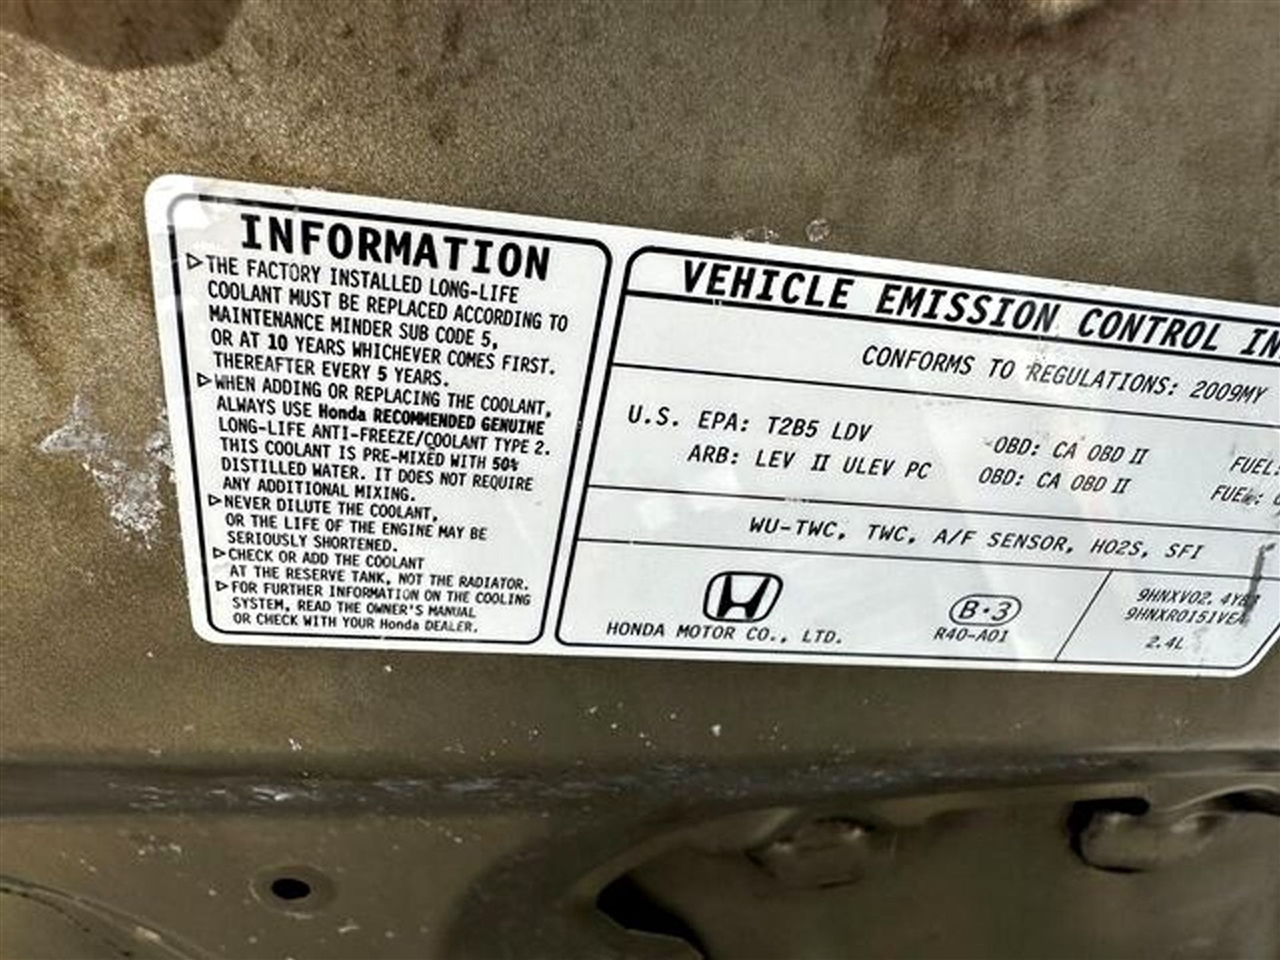 INFORMATION
▷THE FACTORY INSTALLED LONG-LIFE
COOLANT MUST BE REPLACED ACCORDING TO
MAINTENANCE MINDER SUB CODE 5,
OR AT 10 YEARS WHICHEVER COMES FIRST.
THEREAFTER EVERY 5 YEARS.
▷WHEN ADDING OR REPLACING THE COOLANT,
ALWAYS USE Honda RECOMMENDED GENUINE
LONG-LIFE ANTI-FREEZE/COOLANT TYPE 2.
THIS COOLANT IS PRE-MIXED WITH 50%
DISTILLED WATER. IT DOES NOT REQUIRE
ANY ADDITIONAL MIXING.
▷NEVER DILUTE THE COOLANT,
OR THE LIFE OF THE ENGINE MAY BE
SERIOUSLY SHORTENED.
▷CHECK OR ADD THE COOLANT
AT THE RESERVE TANK, NOT THE RADIATOR.
▷FOR FURTHER INFORMATION ON THE COOLING
SYSTEM, READ THE OWNER'S MANUAL
OR CHECK WITH YOUR Honda DEALER.
VEHICLE EMISSION CONTROL IN
CONFORMS TO REGULATIONS: 2009MY
U.S. EPA: T2B5 LDV OBD: CA OBD II FUEL:
ARB: LEV II ULEV PC OBD: CA OBD II FUEL:
WU-TWC, TWC, A/F SENSOR, HO2S, SFI
HONDA MOTOR CO., LTD.
B·3
R40-A01
2.4L